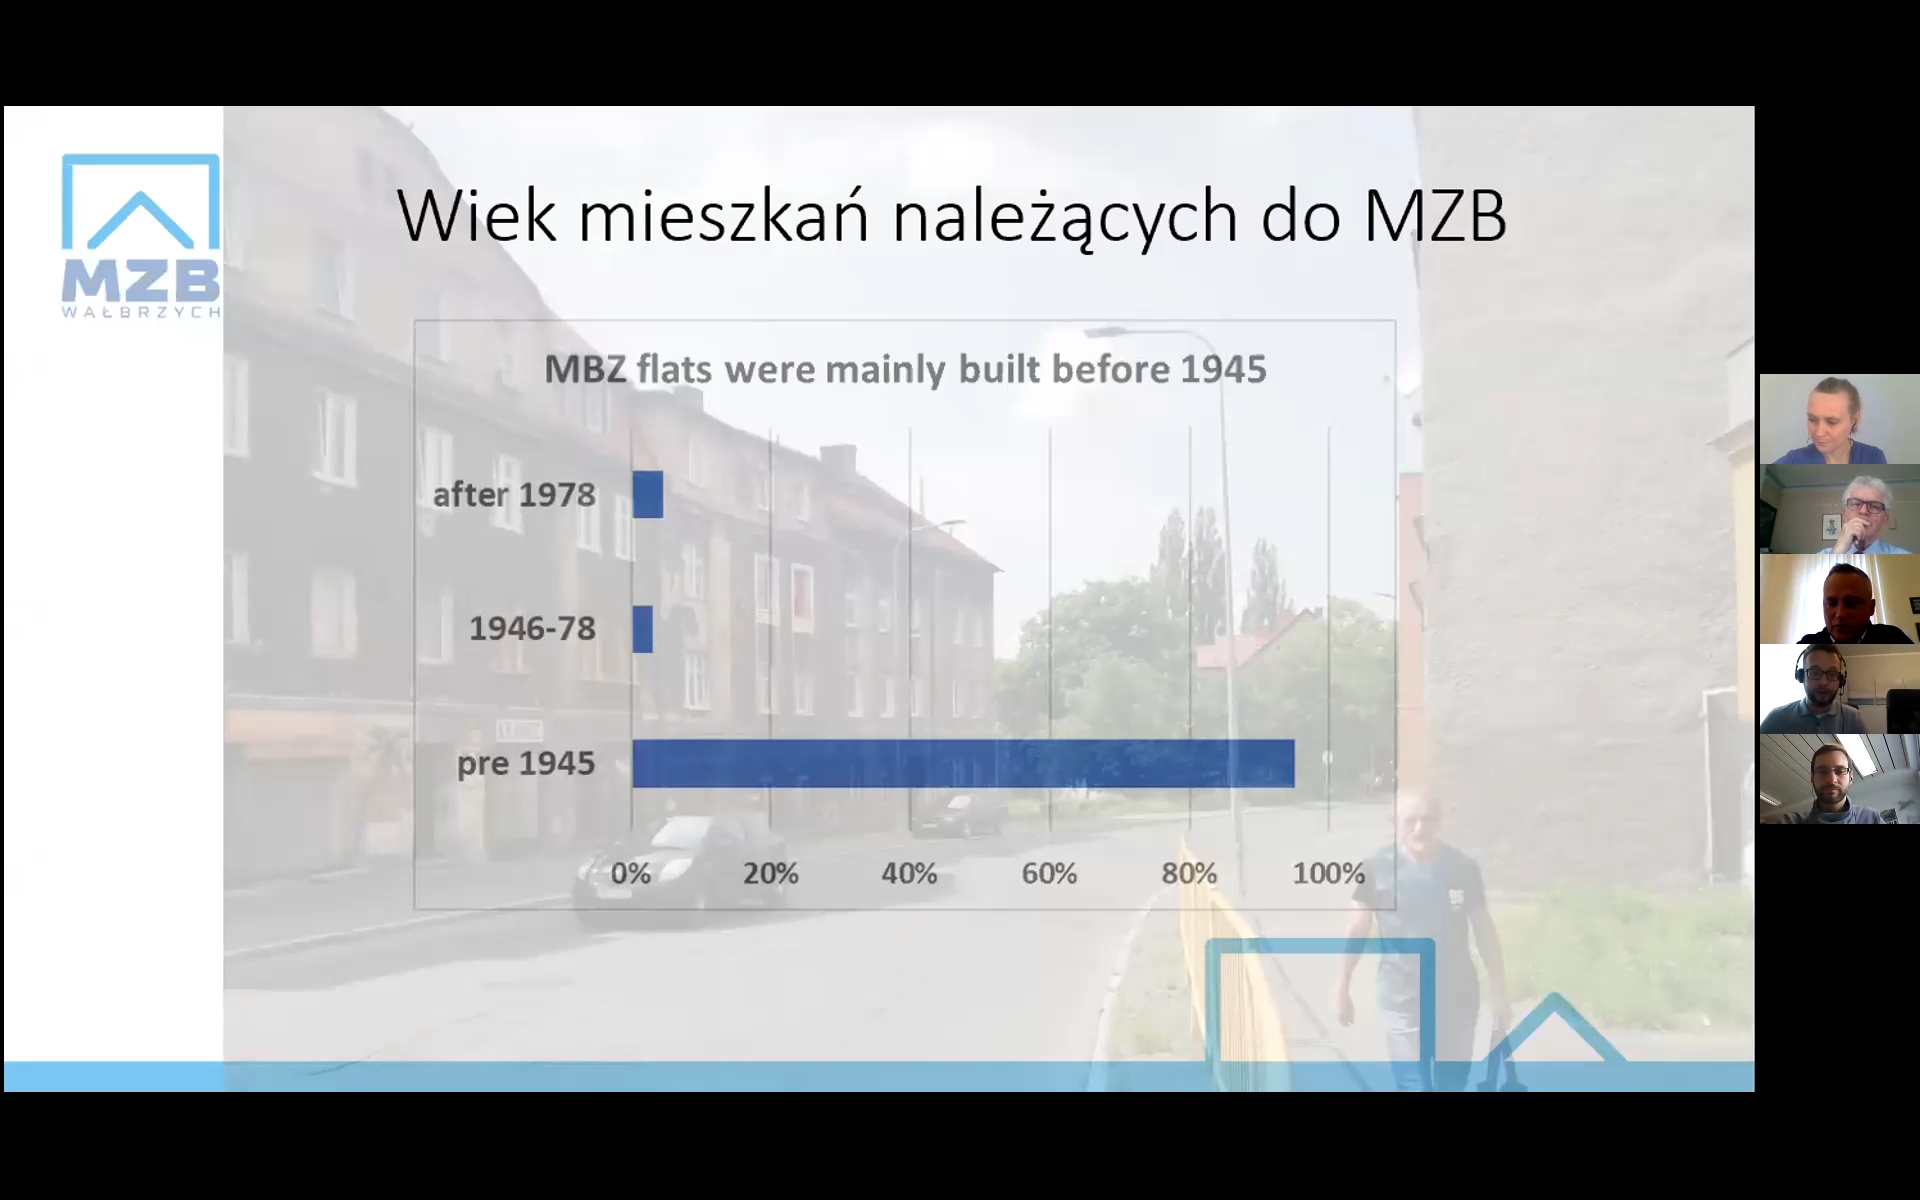 MZB
WAŁBRZYCH
Wiek mieszkań należących do MZB
MBZ flats were mainly built before 1945
after 1978
1946-78
pre 1945
0% 20% 40% 60% 80% 100%